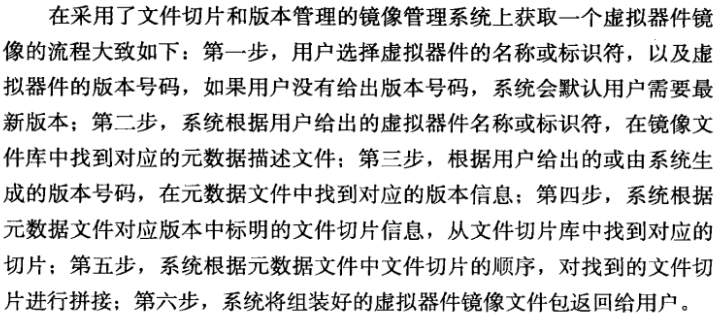 在采用了文件切片和版本管理的镜像管理系统上获取一个虚拟器件镜
像的流程大致如下：第一步，用户选择虚拟器件的名称或标识符，以及虚
拟器件的版本号码，如果用户没有给出版本号码，系统会默认用户需要最
新版本；第二步，系统根据用户给出的虚拟器件名称或标识符，在镜像文
件库中找到对应的元数据描述文件；第三步，根据用户给出的或由系统生
成的版本号码，在元数据文件中找到对应的版本信息；第四步，系统根据
元数据文件对应版本中标明的文件切片信息，从文件切片库中找到对应的
切片；第五步，系统根据元数据文件中文件切片的顺序，对找到的文件切
片进行拼接；第六步，系统将组装好的虚拟器件镜像文件包返回给用户。